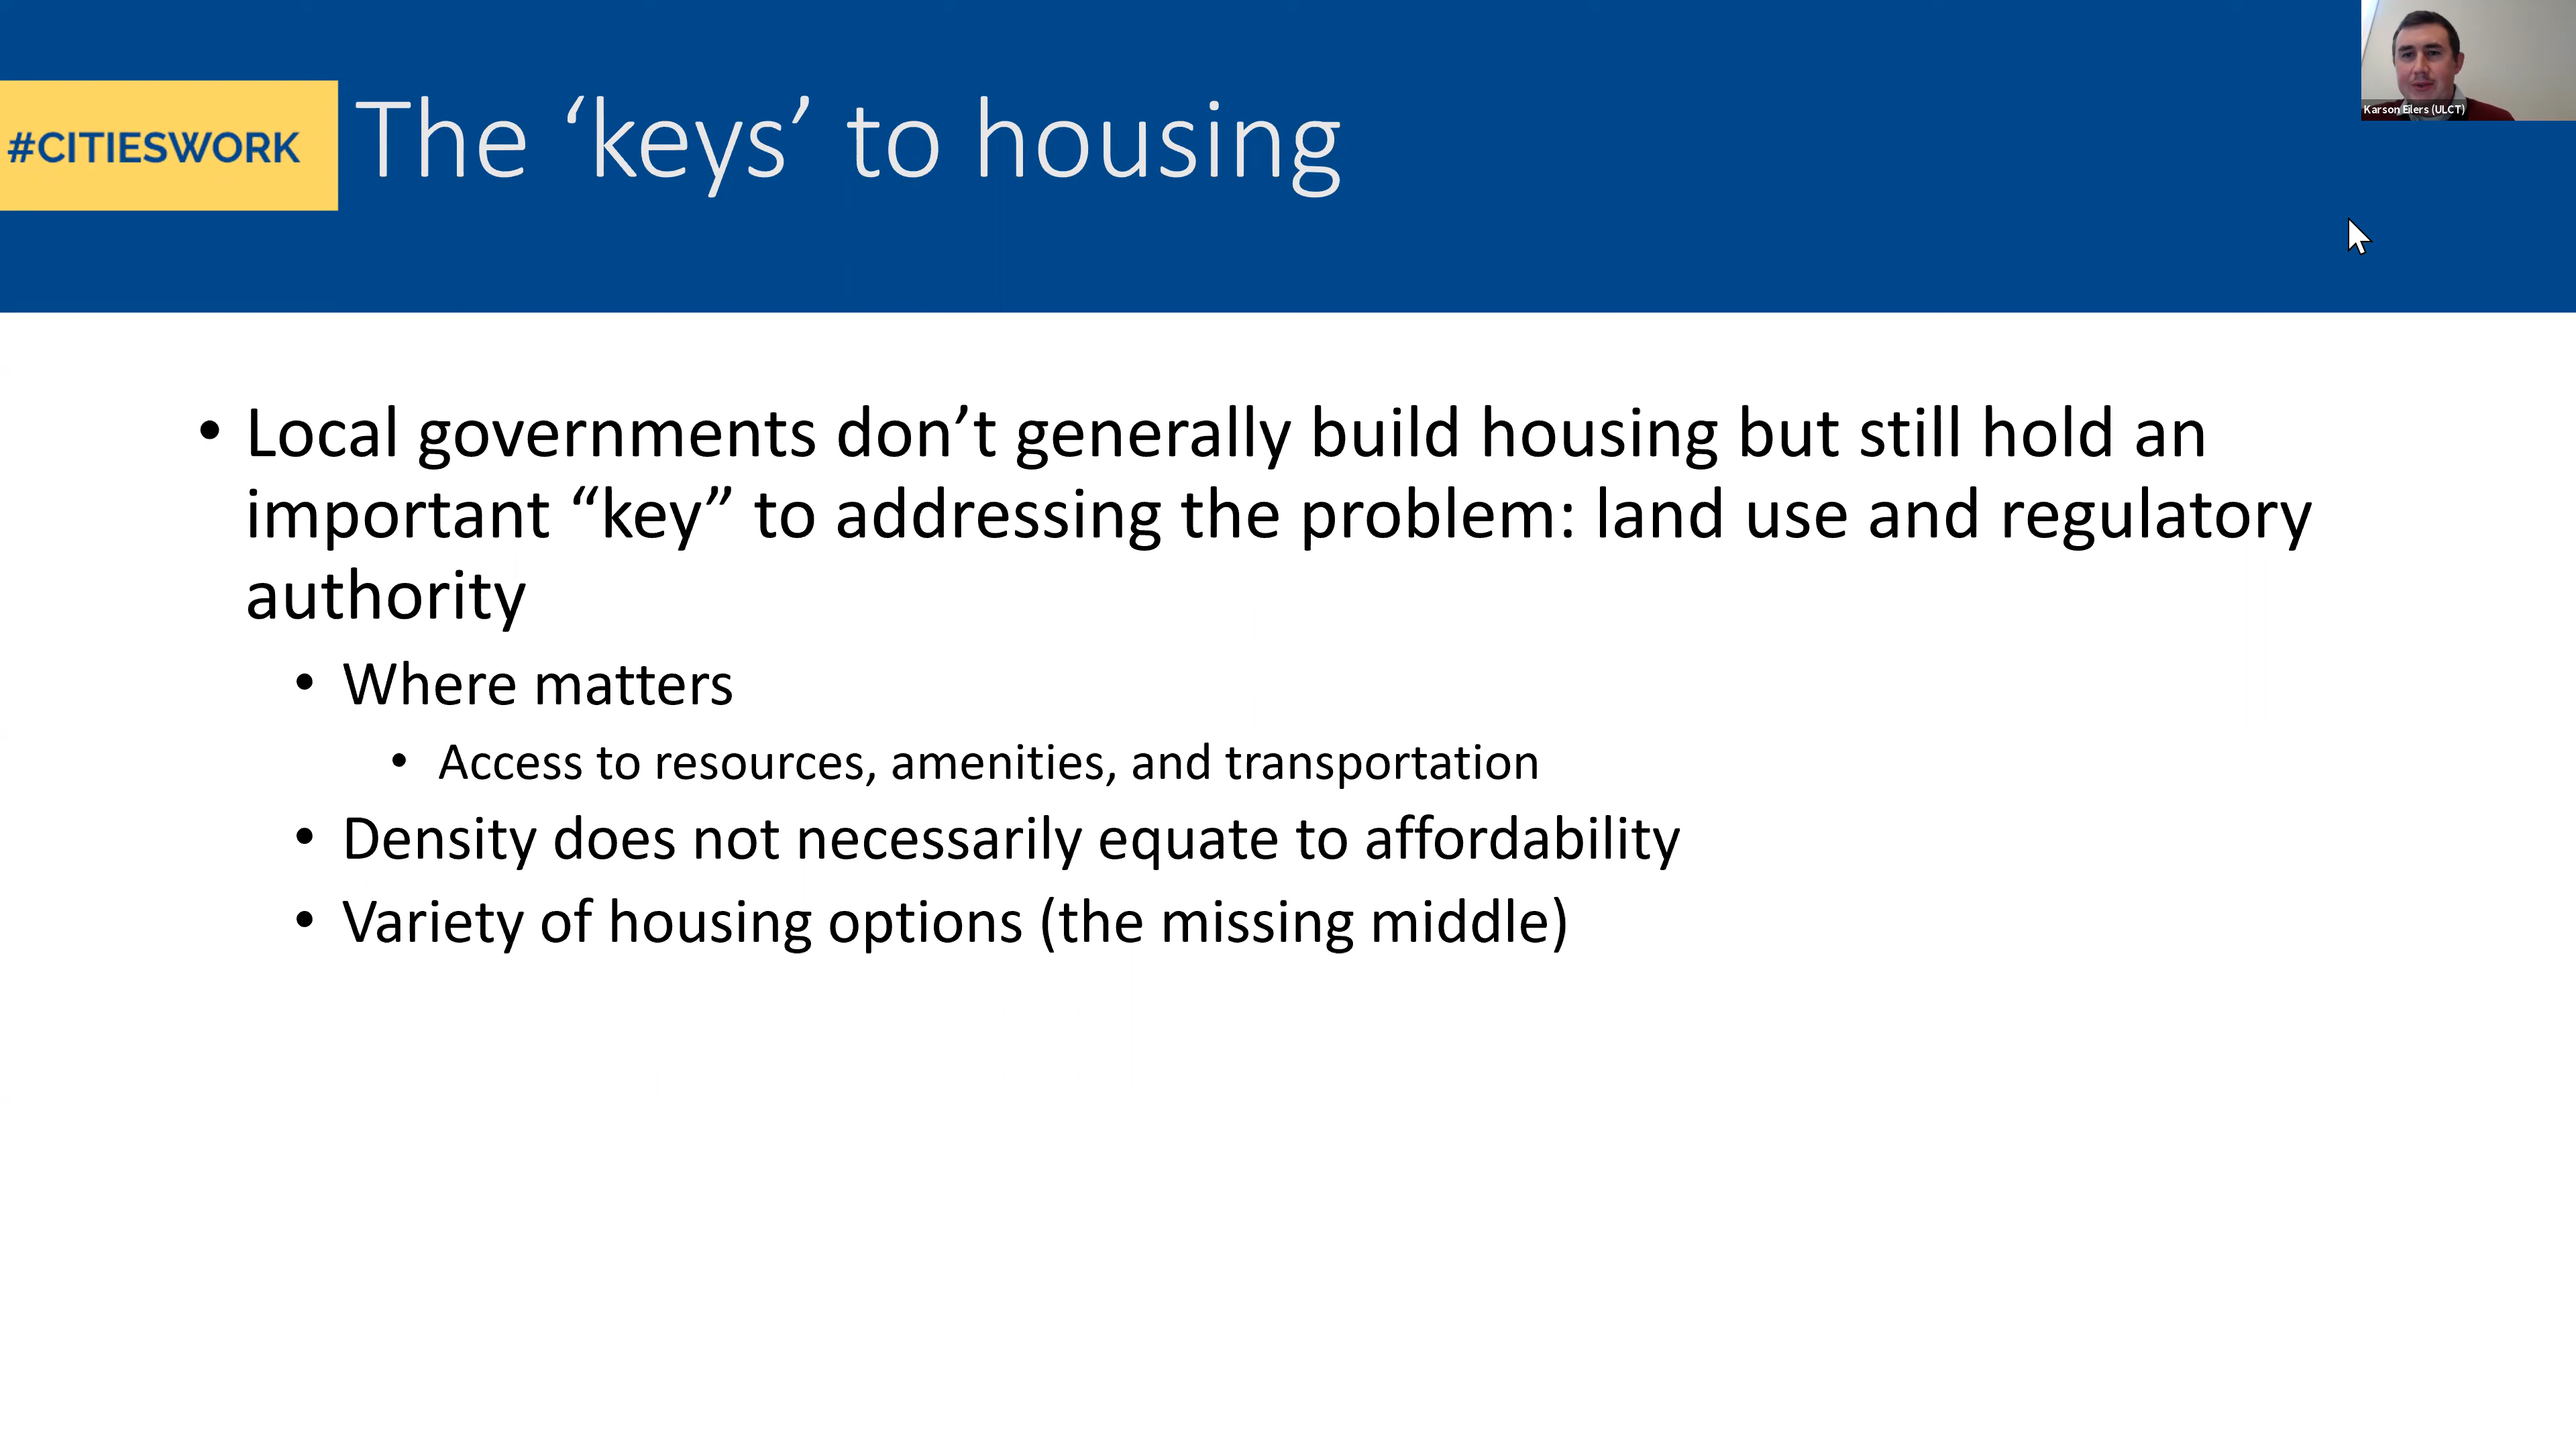 #CITIESWORK
The ‘keys’ to housing
Karson Eilers (ULCT)
• Local governments don’t generally build housing but still hold an
important “key” to addressing the problem: land use and regulatory
authority
• Where matters
• Access to resources, amenities, and transportation
• Density does not necessarily equate to affordability
• Variety of housing options (the missing middle)